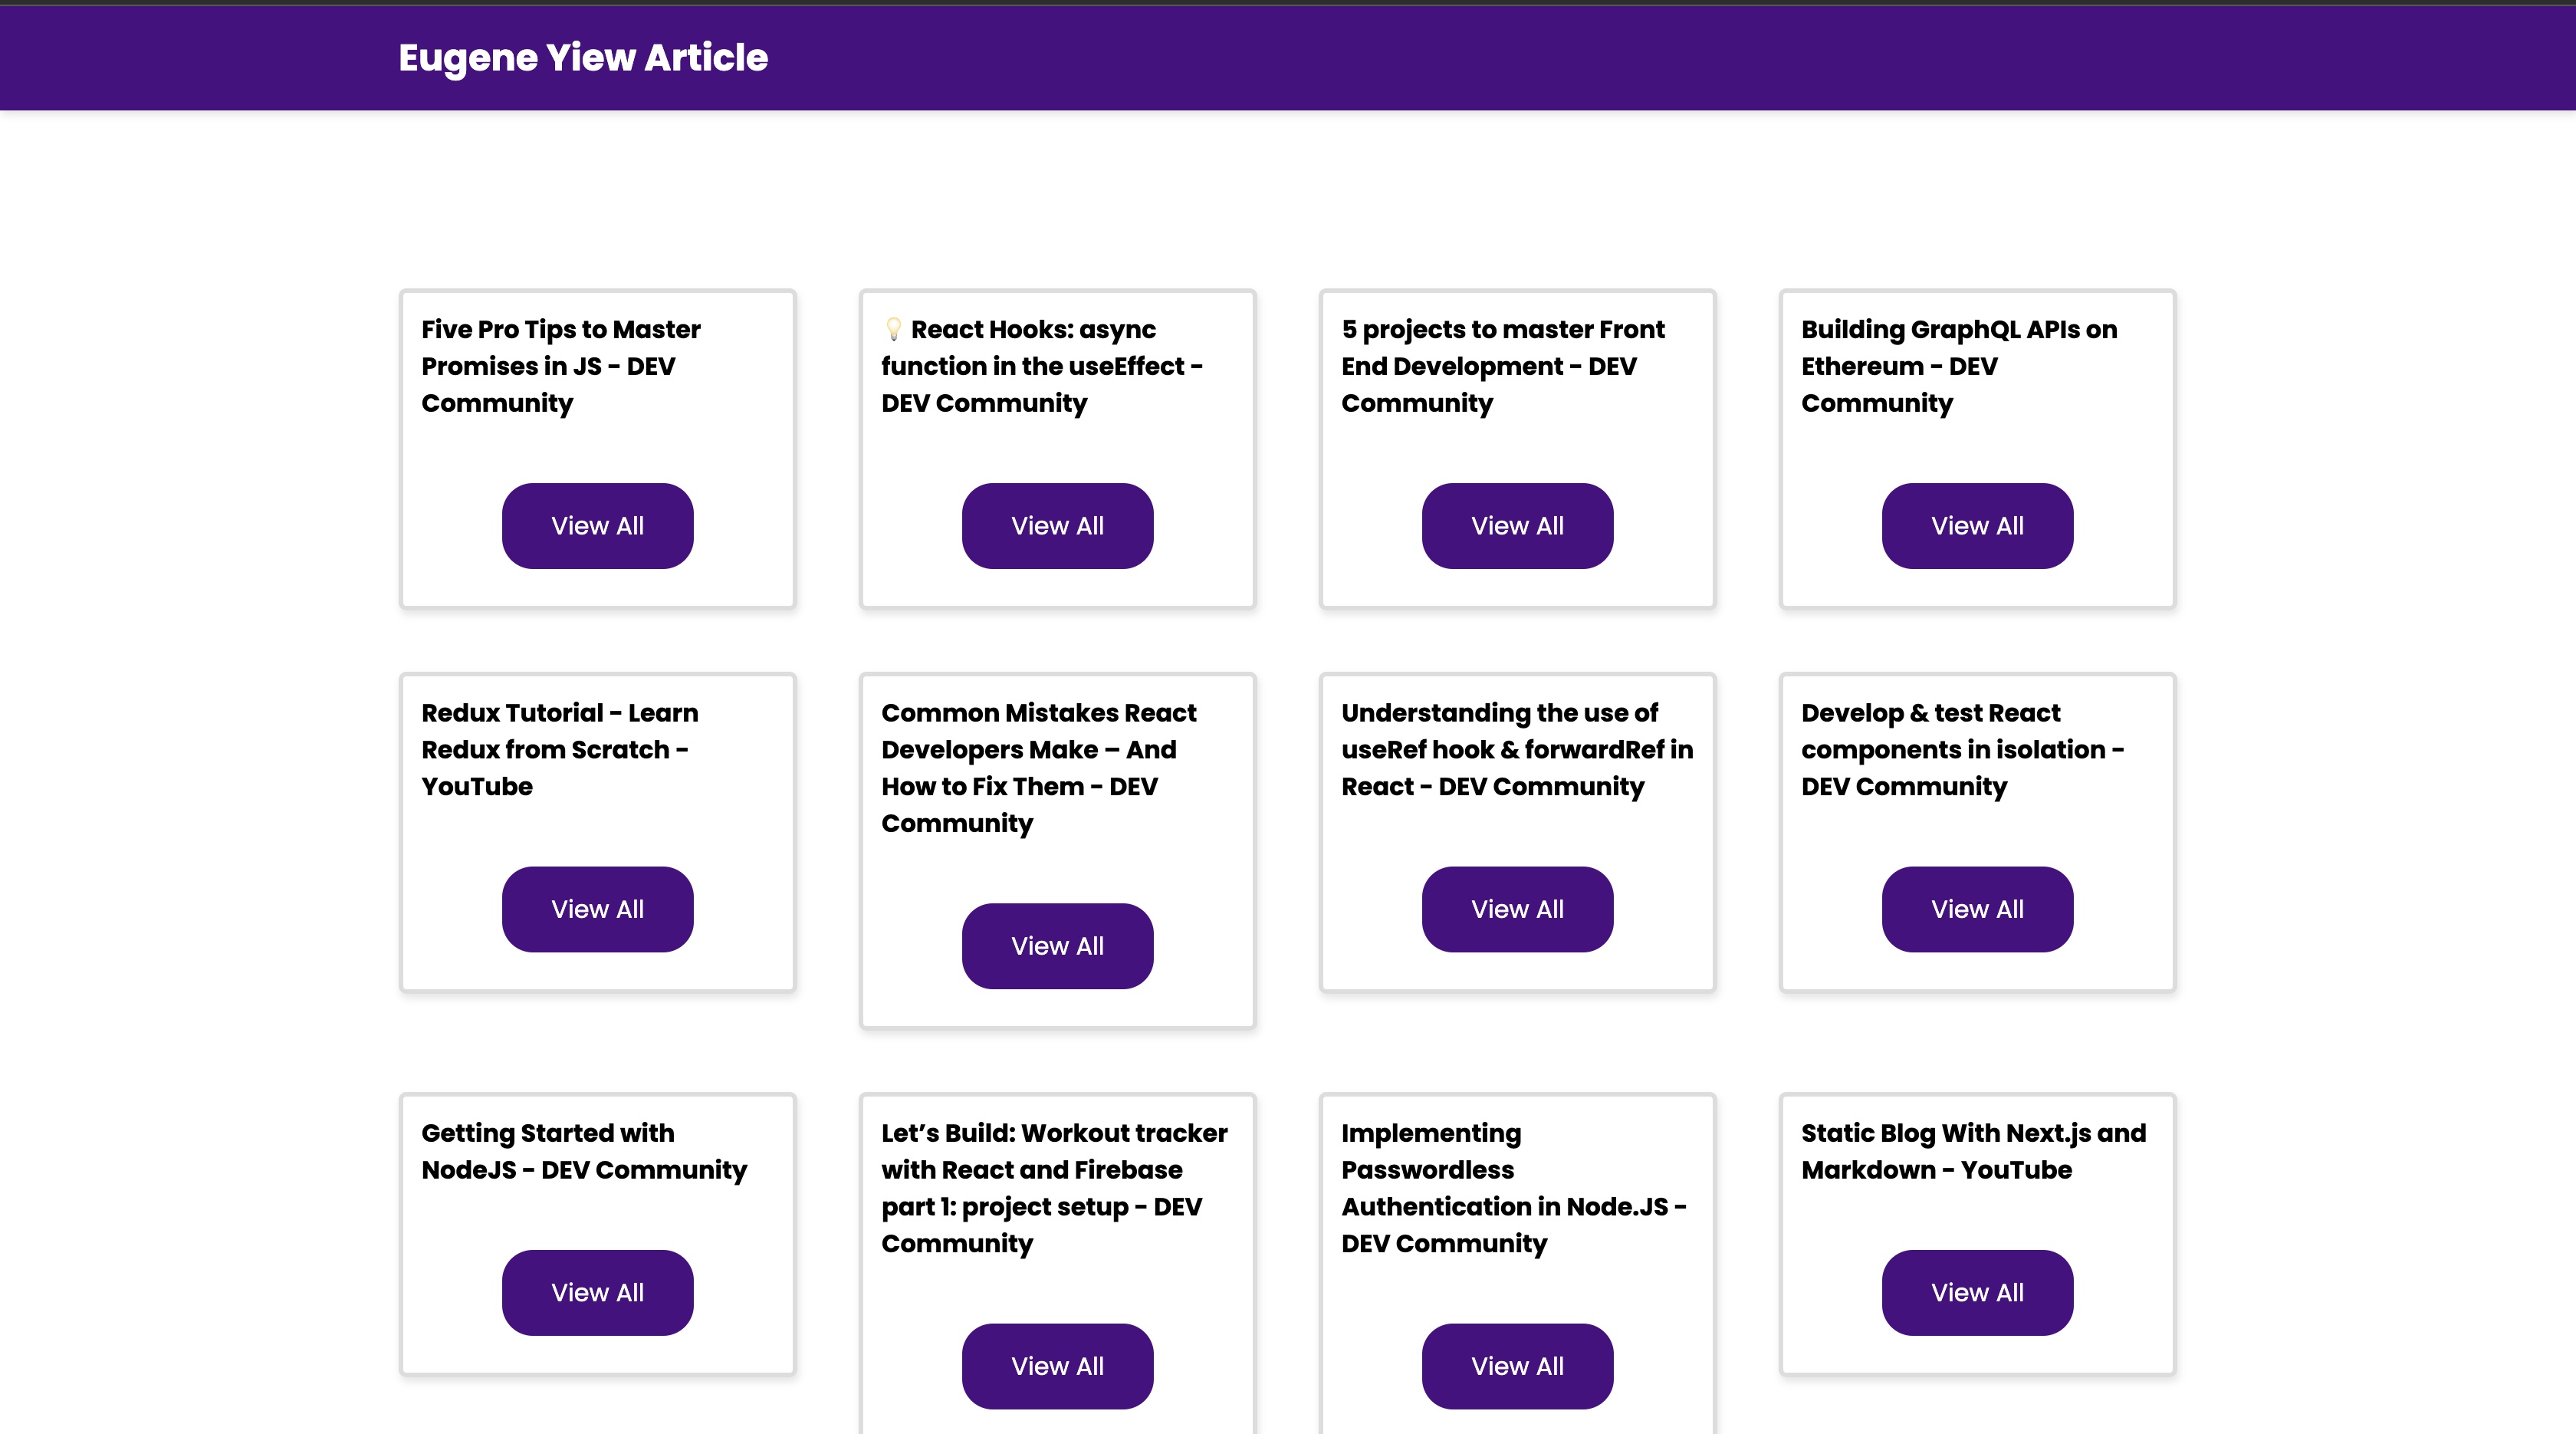 Eugene Yiew Article
Five Pro Tips to Master
Promises in JS - DEV
Community
View All
💡 React Hooks: async
function in the useEffect -
DEV Community
View All
5 projects to master Front
End Development - DEV
Community
View All
Building GraphQL APIs on
Ethereum - DEV
Community
View All
Redux Tutorial - Learn
Redux from Scratch -
YouTube
View All
Common Mistakes React
Developers Make – And
How to Fix Them - DEV
Community
View All
Understanding the use of
useRef hook & forwardRef in
React - DEV Community
View All
Develop & test React
components in isolation -
DEV Community
View All
Getting Started with
NodeJS - DEV Community
View All
Let’s Build: Workout tracker
with React and Firebase
part 1: project setup - DEV
Community
View All
Implementing
Passwordless
Authentication in Node.JS -
DEV Community
View All
Static Blog With Next.js and
Markdown - YouTube
View All